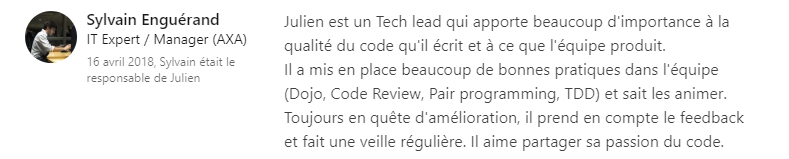 Sylvain Enguérand
IT Expert / Manager (AXA)
16 avril 2018, Sylvain était le
responsable de Julien
Julien est un Tech lead qui apporte beaucoup d'importance à la
qualité du code qu'il écrit et à ce que l'équipe produit.
Il a mis en place beaucoup de bonnes pratiques dans l'équipe
(Dojo, Code Review, Pair programming, TDD) et sait les animer.
Toujours en quête d'amélioration, il prend en compte le feedback
et fait une veille régulière. Il aime partager sa passion du code.